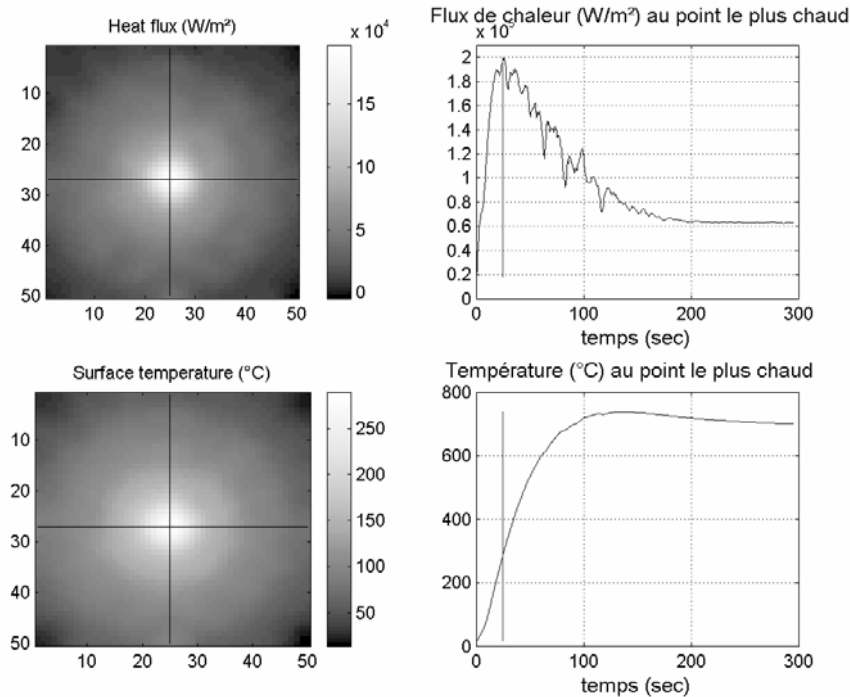 Heat flux (W/m²)
x 10⁴
10
20
30
40
50
10 20 30 40 50
15
10
5
0
Flux de chaleur (W/m²) au point le plus chaud
x 10⁵
2
1.8
1.6
1.4
1.2
1
0.8
0.6
0.4
0.2
0
0 100 200 300
temps (sec)
Surface temperature (°C)
10
20
30
40
50
10 20 30 40 50
250
200
150
100
50
Température (°C) au point le plus chaud
800
600
400
200
0
0 100 200 300
temps (sec)